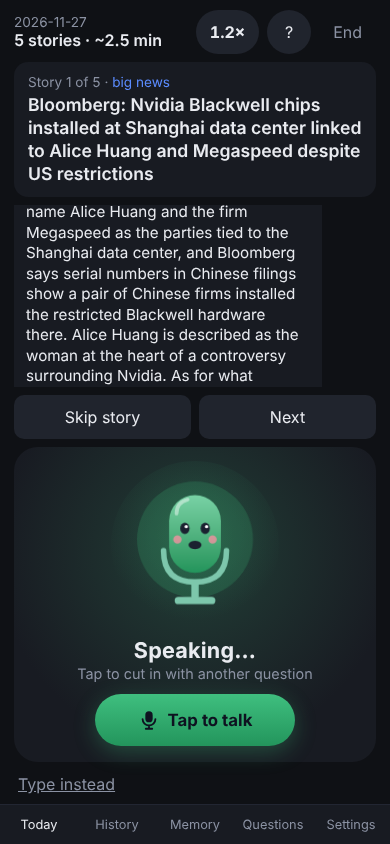 2026-11-27
5 stories · ~2.5 min
1.2×
?
End
Story 1 of 5 · big news
Bloomberg: Nvidia Blackwell chips
installed at Shanghai data center linked
to Alice Huang and Megaspeed despite
US restrictions
name Alice Huang and the firm
Megaspeed as the parties tied to the
Shanghai data center, and Bloomberg
says serial numbers in Chinese filings
show a pair of Chinese firms installed
the restricted Blackwell hardware
there. Alice Huang is described as the
woman at the heart of a controversy
surrounding Nvidia. As for what
Skip story
Next
Speaking...
Tap to cut in with another question
Tap to talk
Type instead
Today
History
Memory
Questions
Settings